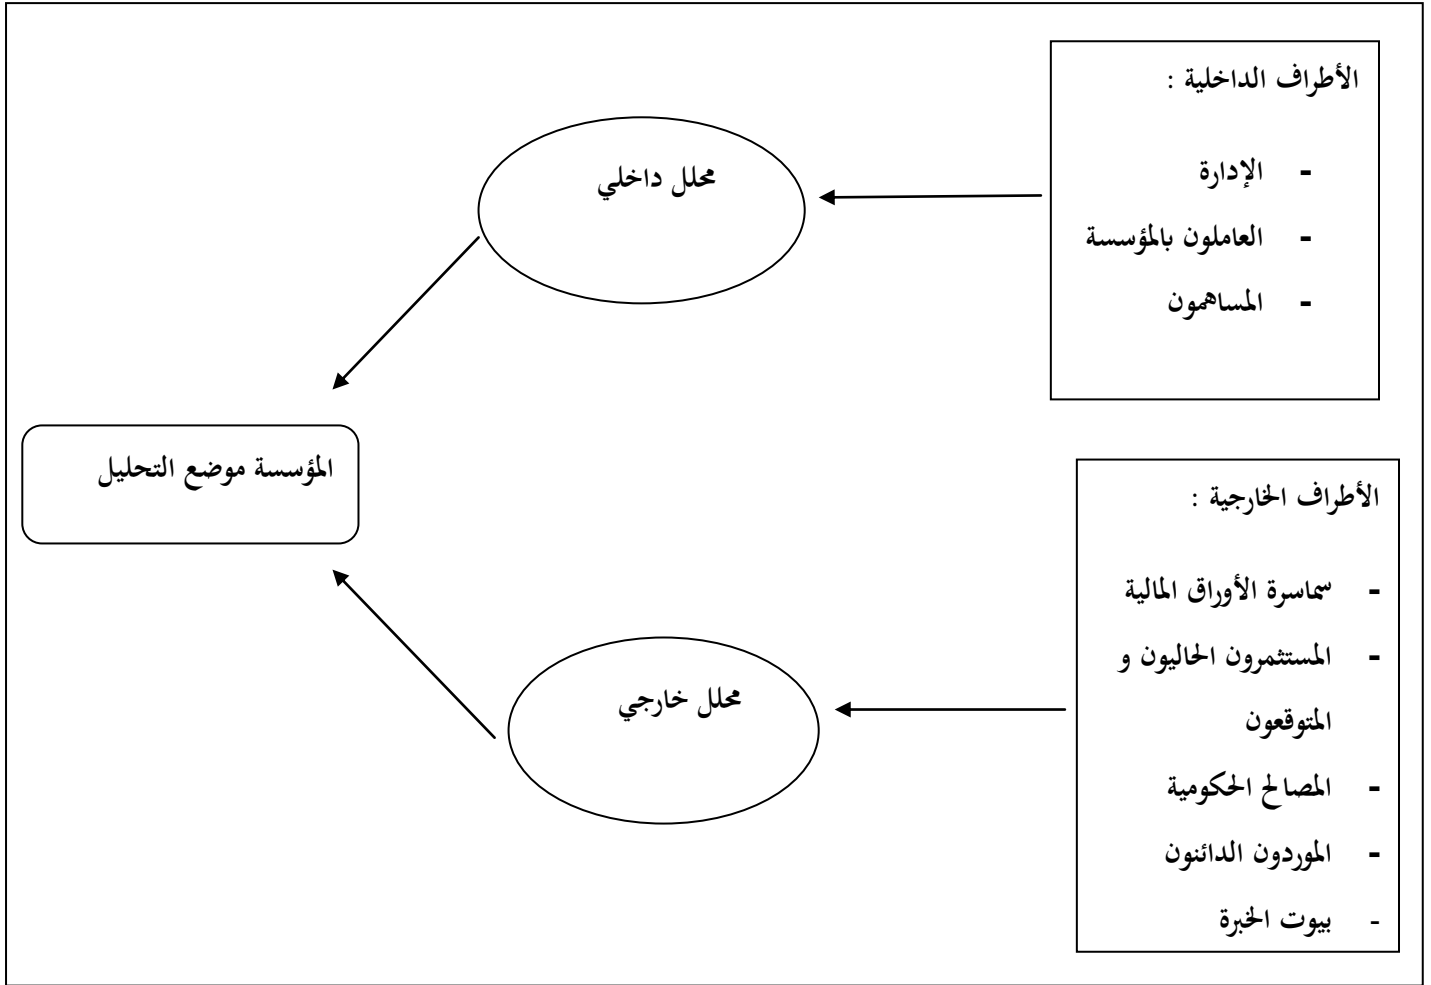 الأطراف الداخلية :
- الإدارة
- العاملون بالمؤسسة
- المساهمون
محلل داخلي
المؤسسة موضع التحليل
الأطراف الخارجية :
- سماسرة الأوراق المالية
- المستثمرون الحاليون و
المتوقعون
- المصالح الحكومية
- الموردون الدائنون
- بيوت الخبرة
محلل خارجي